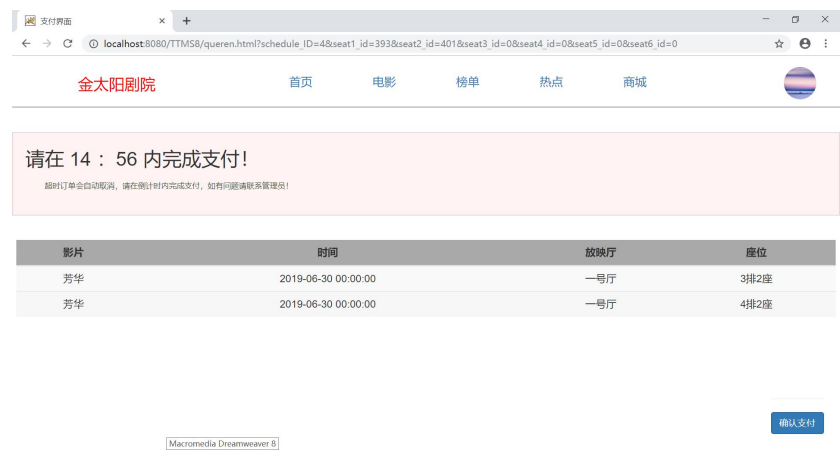 支付界面
localhost:8080/TTMS8/queren.html?schedule_ID=4&seat1_id=393&seat2_id=401&seat3_id=0&seat4_id=0&seat5_id=0&seat6_id=0
金太阳剧院 首页 电影 榜单 热点 商城
请在 14 : 56 内完成支付!
超时订单会自动取消, 请在倒计时内完成支付, 如有问题请联系管理员!
影片 时间 放映厅 座位
芳华 2019-06-30 00:00:00 一号厅 3排2座
芳华 2019-06-30 00:00:00 一号厅 4排2座
确认支付
Macromedia Dreamweaver 8